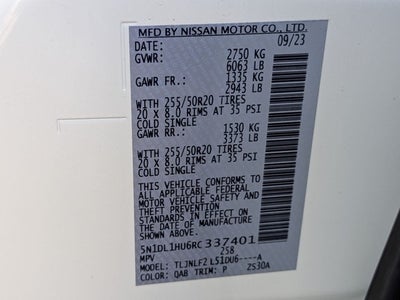 MFD BY NISSAN MOTOR CO., LTD.
DATE: 09/23
GVWR: 2750 KG
6063 LB
GAWR FR.: 1335 KG
2943 LB
WITH 255/50R20 TIRES
20 x 8.0 RIMS AT 35 PSI
COLD SINGLE
GAWR RR.: 1530 KG
3373 LB
WITH 255/50R20 TIRES
20 x 8.0 RIMS AT 35 PSI
COLD SINGLE
THIS VEHICLE CONFORMS TO
ALL APPLICABLE FEDERAL
MOTOR VEHICLE SAFETY AND
THEFT PREVENTION
STANDARDS IN EFFECT ON
THE DATE OF MANUFACTURE
SHOWN ABOVE.
5N1DL1HU6RC337401
MPV 258
MODEL: TLJNLF2 L51DU6----A
COLOR: QAB TRIM: P ZS30A